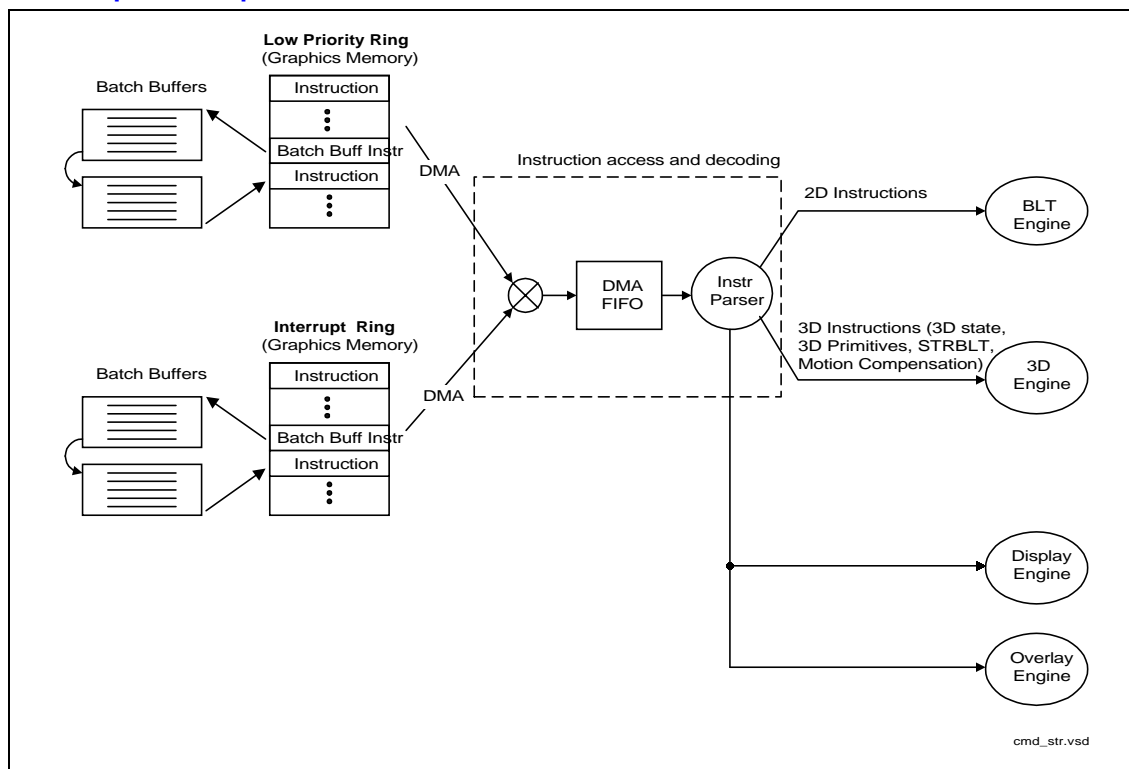 Low Priority Ring
(Graphics Memory)
Batch Buffers
Instruction
Batch Buff Instr
Instruction
DMA
Instruction access and decoding
2D Instructions
BLT
Engine
DMA
FIFO
Instr
Parser
3D Instructions (3D state,
3D Primitives, STRBLT,
Motion Compensation)
3D
Engine
Interrupt Ring
(Graphics Memory)
Batch Buffers
Instruction
Batch Buff Instr
Instruction
DMA
Display
Engine
Overlay
Engine
cmd_str.vsd